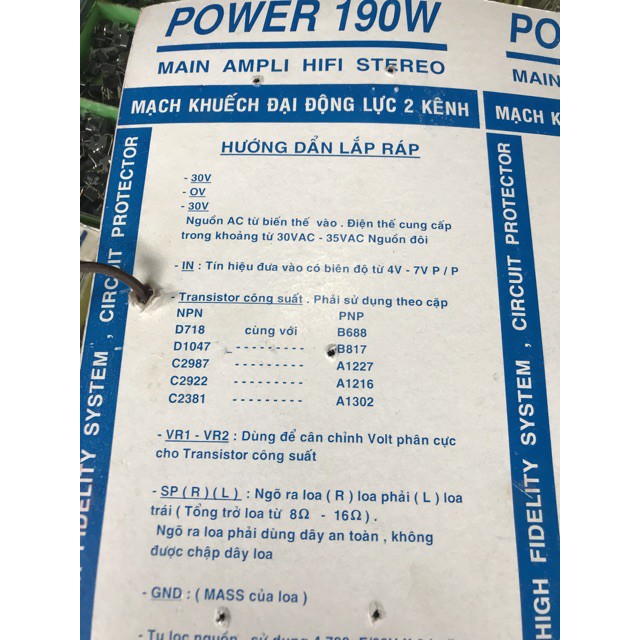 POWER 190W
MAIN AMPLI HIFI STEREO
MẠCH KHUẾCH ĐẠI ĐỘNG LỰC 2 KÊNH
HƯỚNG DẨN LẮP RÁP
- 30V
- OV
- 30V
Nguồn AC từ biến thế vào . Điện thế cung cấp
trong khoảng từ 30VAC - 35VAC Nguồn đôi
- IN : Tín hiệu đưa vào có biên độ từ 4V - 7V P / P
- Transistor công suất . Phải sử dụng theo cặp
NPN PNP
D718 cùng với B688
D1047 - - - - - - - - - B817
C2987 - - - - - - - - - A1227
C2922 - - - - - - - - - A1216
C2381 - - - - - - - - - A1302
- VR1 - VR2 : Dùng để cân chỉnh Volt phân cực
cho Transistor công suất
- SP ( R ) ( L ) : Ngõ ra loa ( R ) loa phải ( L ) loa
trái ( Tổng trở loa từ 8Ω - 16Ω ) .
Ngõ ra loa phải dùng dây an toàn , không
được chập dây loa
- GND : ( MASS của loa )
- Tụ lọc nguồn
FIDELITY SYSTEM , CIRCUIT PROTECTOR
PO
MAIN
MẠCH K
HIGH FIDELITY SYSTEM , CIRCUIT PROTECTOR